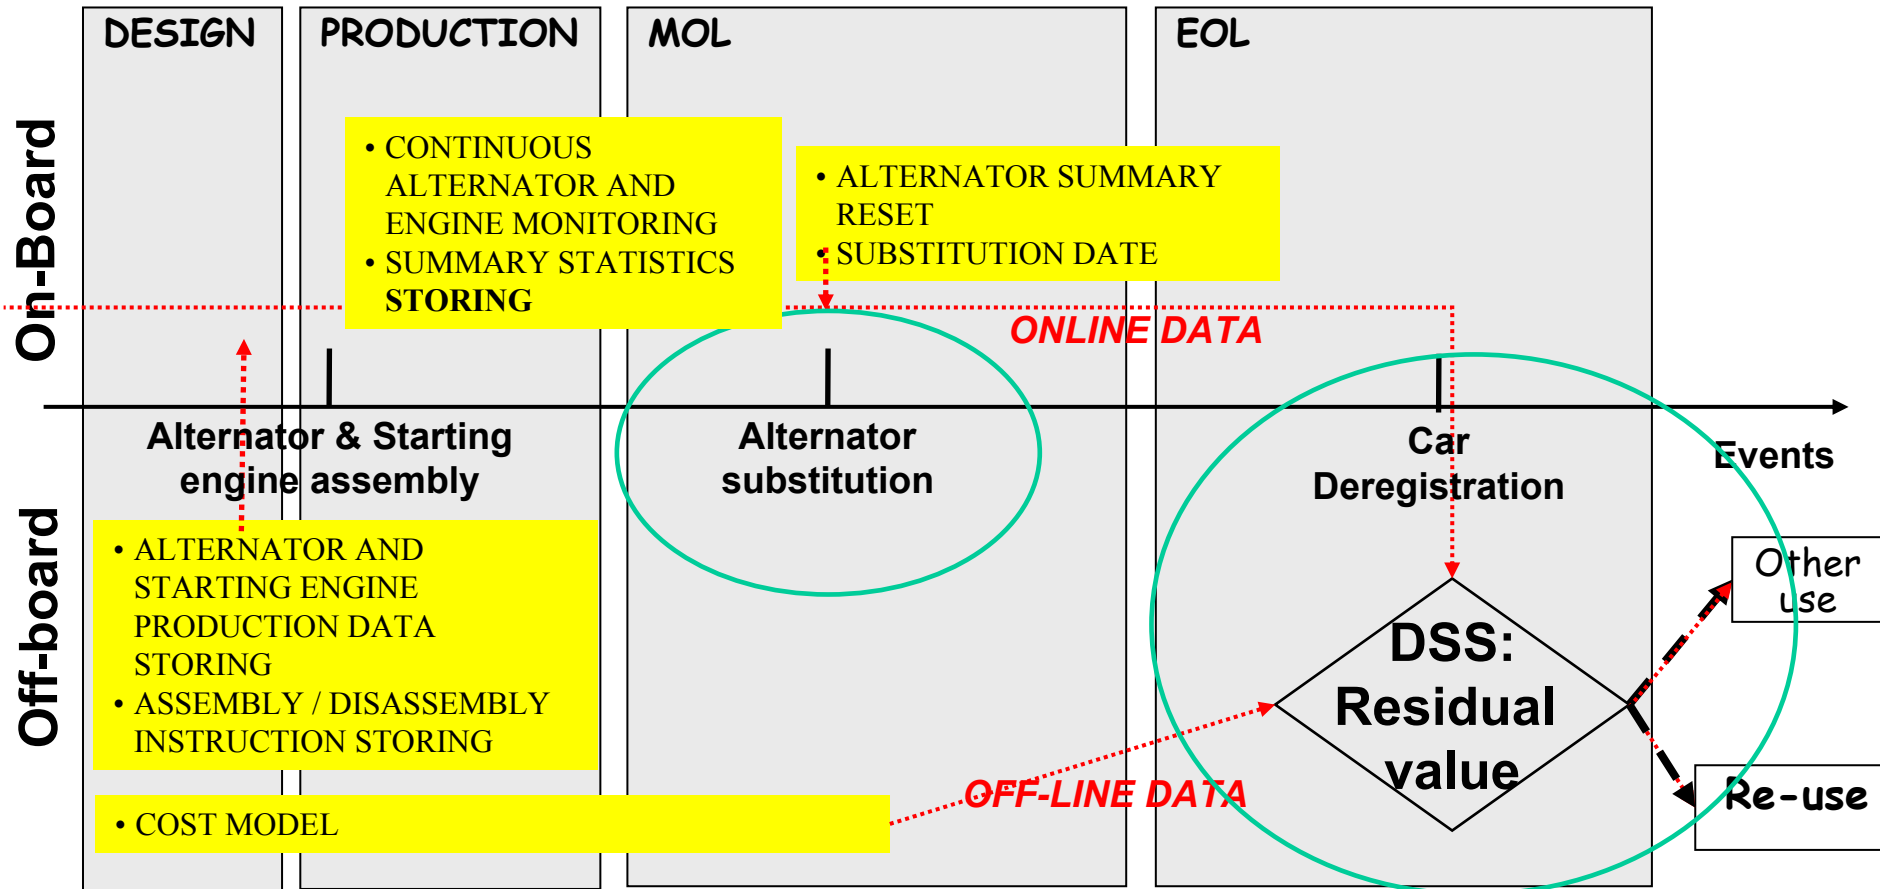 DESIGN
PRODUCTION
MOL
EOL
On-Board
• CONTINUOUS
ALTERNATOR AND
ENGINE MONITORING
• SUMMARY STATISTICS
STORING
• ALTERNATOR SUMMARY
RESET
• SUBSTITUTION DATE
ONLINE DATA
Alternator & Starting
engine assembly
Alternator
substitution
Car
Deregistration
Events
Off-board
• ALTERNATOR AND
STARTING ENGINE
PRODUCTION DATA
STORING
• ASSEMBLY / DISASSEMBLY
INSTRUCTION STORING
• COST MODEL
OFF-LINE DATA
DSS:
Residual
value
Other
use
Re-use